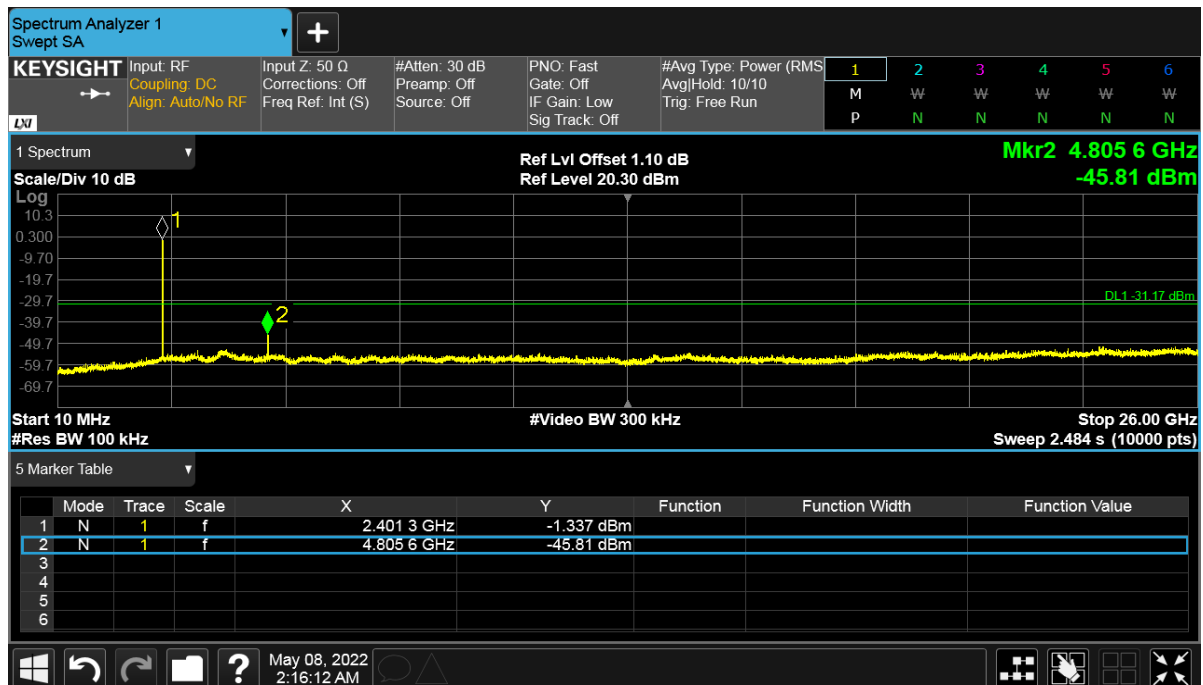 Spectrum Analyzer 1
Swept SA
+
KEYSIGHT
LXI
Input: RF
Coupling: DC
Align: Auto/No RF
Input Z: 50 Ω
Corrections: Off
Freq Ref: Int (S)
#Atten: 30 dB
Preamp: Off
Source: Off
PNO: Fast
Gate: Off
IF Gain: Low
Sig Track: Off
#Avg Type: Power (RMS
Avg|Hold: 10/10
Trig: Free Run
1 2 3 4 5 6
M W W W W W
P N N N N N
1 Spectrum
Scale/Div 10 dB
Ref Lvl Offset 1.10 dB
Ref Level 20.30 dBm
Mkr2 4.805 6 GHz
-45.81 dBm
Log
10.3
0.300
-9.70
-19.7
-29.7
-39.7
-49.7
-59.7
-69.7
1
2
DL1 -31.17 dBm
Start 10 MHz
#Res BW 100 kHz
#Video BW 300 kHz
Stop 26.00 GHz
Sweep 2.484 s (10000 pts)
5 Marker Table
Mode Trace Scale X Y Function Function Width Function Value
1 N 1 f 2.401 3 GHz -1.337 dBm
2 N 1 f 4.805 6 GHz -45.81 dBm
3
4
5
6
?
May 08, 2022
2:16:12 AM